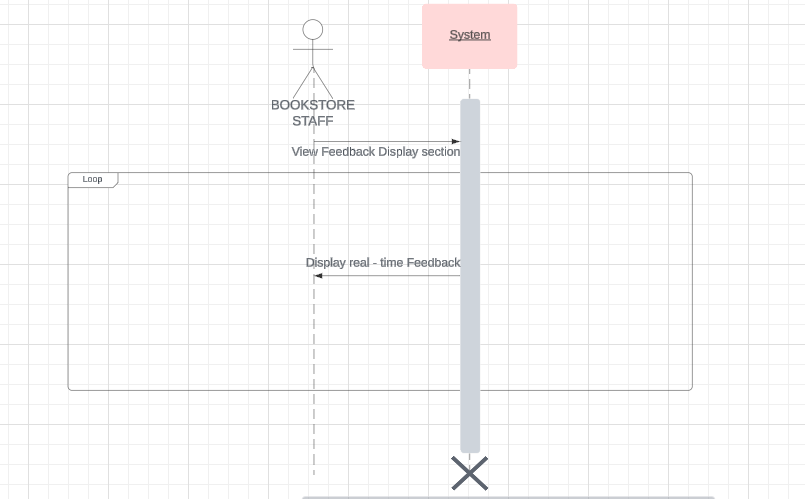 System
BOOKSTORE
STAFF
View Feedback Display section
Loop
Display real - time Feedback